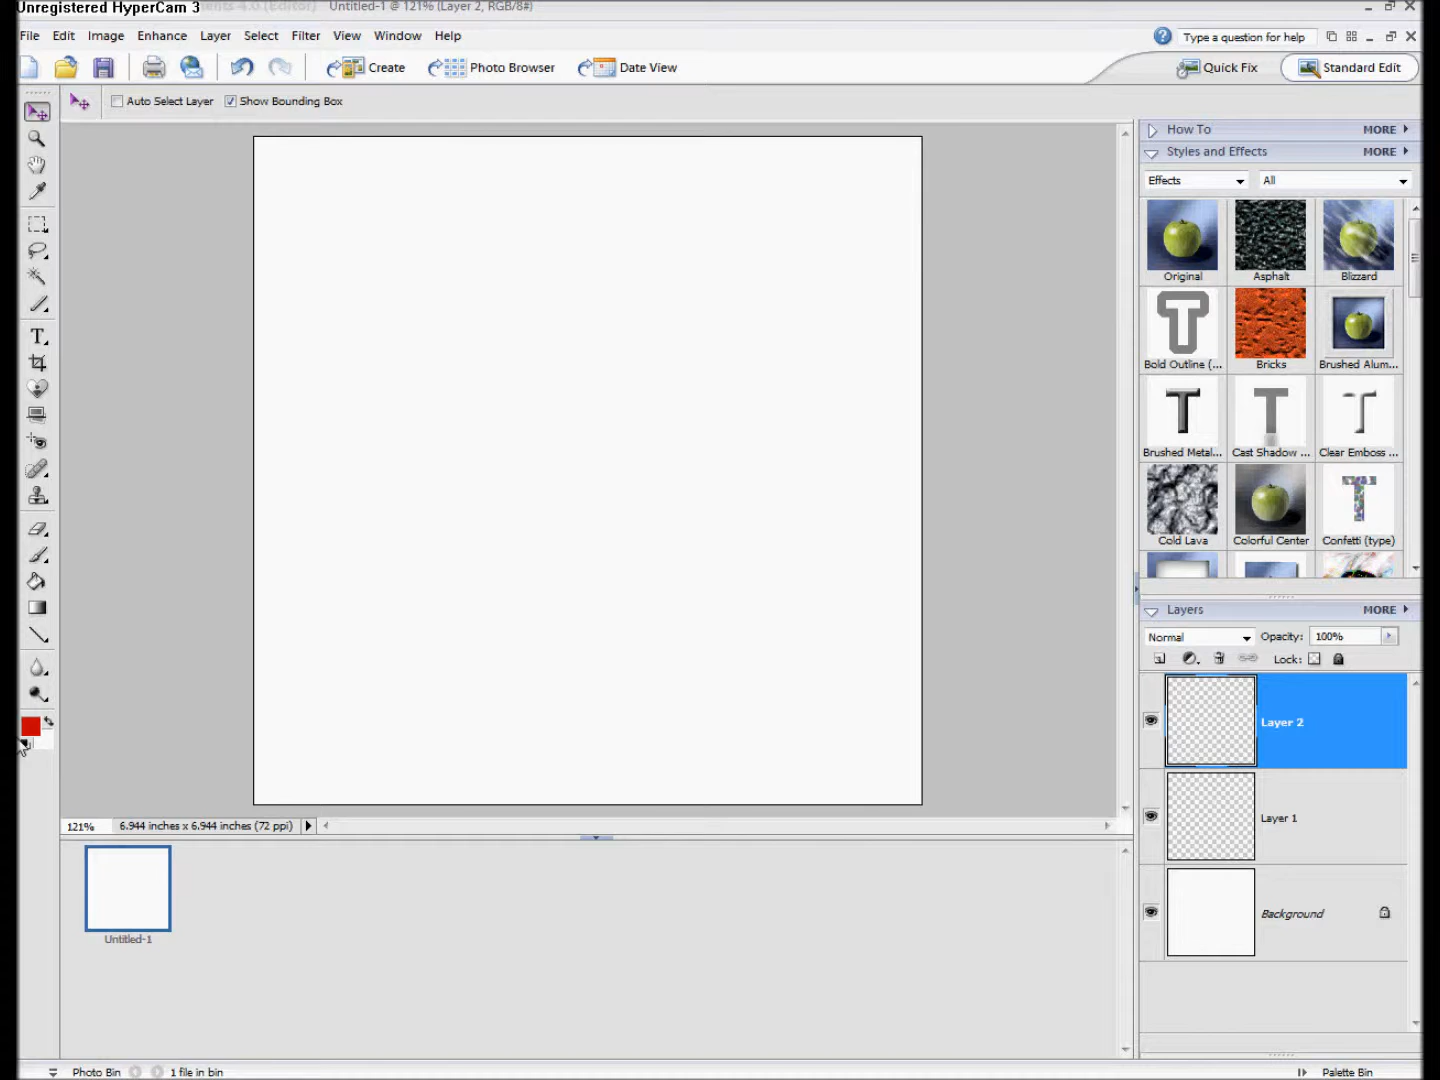 Unregistered HyperCam 3
ents 4.0 (Editor)
Untitled-1 @ 121% (Layer 2, RGB/8#)
File Edit Image Enhance Layer Select Filter View Window Help
Type a question for help
Create Photo Browser Date View
Quick Fix Standard Edit
Auto Select Layer Show Bounding Box
How To MORE
Styles and Effects MORE
Effects All
Original Asphalt Blizzard
Bold Outline (... Bricks Brushed Alum...
Brushed Metal... Cast Shadow ... Clear Emboss ...
Cold Lava Colorful Center Confetti (type)
Layers MORE
Normal Opacity: 100%
Lock:
Layer 2
Layer 1
Background
121% 6.944 inches x 6.944 inches (72 ppi)
Untitled-1
Photo Bin 1 file in bin
Palette Bin